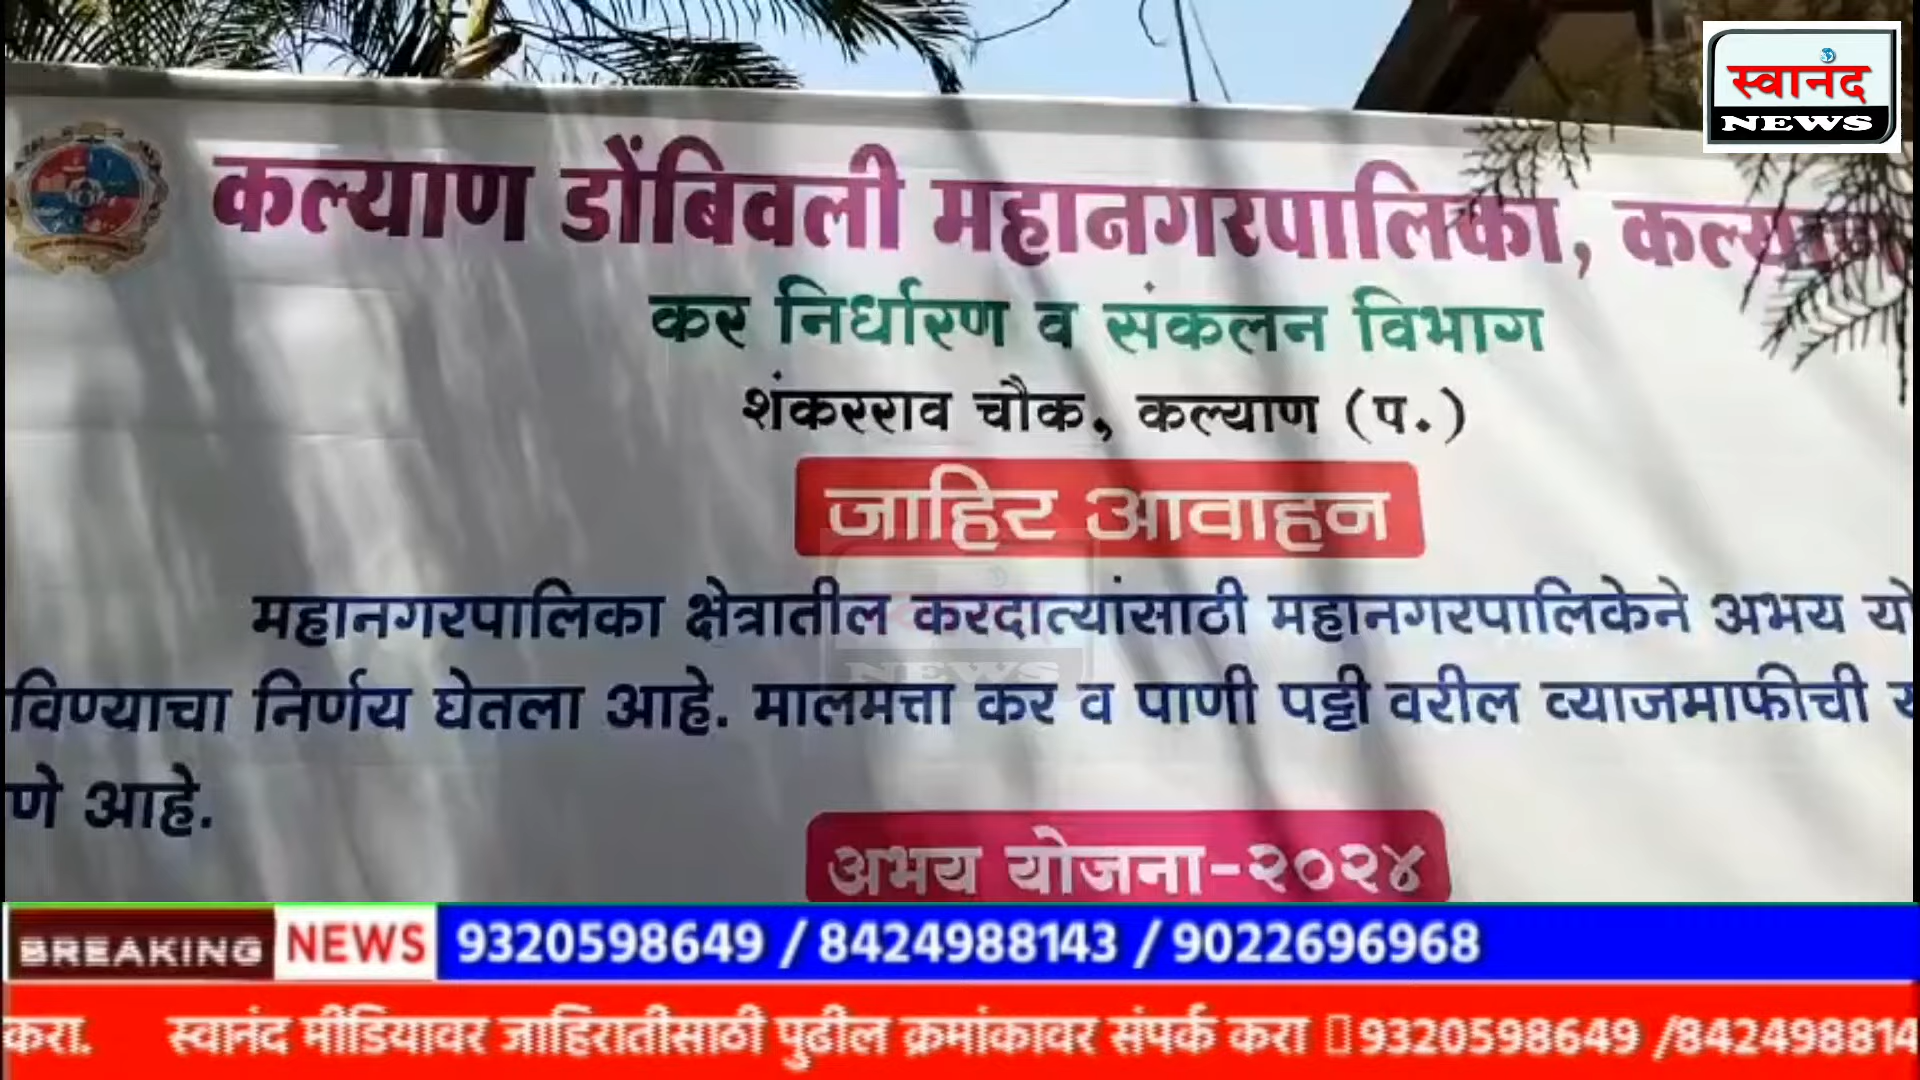 स्वानंद
NEWS
कल्याण डोंबिवली महानगरपालिका, कल्याण
कर निर्धारण व संकलन विभाग
शंकरराव चौक, कल्याण (प.)
जाहिर आवाहन
महानगरपालिका क्षेत्रातील करदात्यांसाठी महानगरपालिकेने अभय यो
विण्याचा निर्णय घेतला आहे. मालमत्ता कर व पाणी पट्टी वरील व्याजमाफीची
णे आहे.
अभय योजना-२०२४
BREAKING NEWS 9320598649 / 8424988143 / 9022696968
करा. स्वानंद मीडियावर जाहिरातीसाठी पुढील क्रमांकावर संपर्क करा 9320598649 /842498814